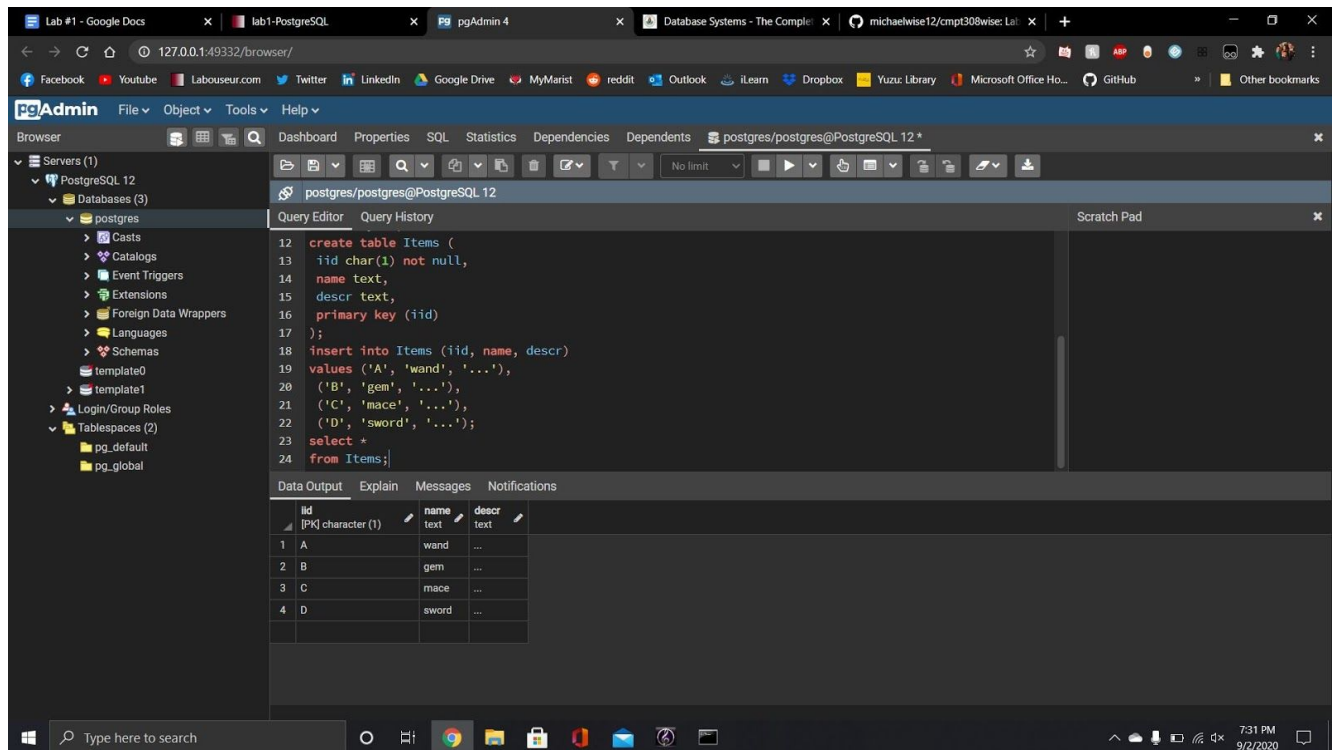 Lab #1 - Google Docs
lab1-PostgreSQL
pgAdmin 4
Database Systems - The Complet
michaelwise12/cmpt308wise: Lab
127.0.0.1:49332/browser/
Facebook Youtube Labouseur.com Twitter LinkedIn Google Drive MyMarist reddit Outlook iLearn Dropbox Yuzu: Library Microsoft Office Ho... GitHub » Other bookmarks
pgAdmin File Object Tools Help
Browser
Dashboard Properties SQL Statistics Dependencies Dependents postgres/postgres@PostgreSQL 12 *
Servers (1)
PostgreSQL 12
Databases (3)
postgres
Casts
Catalogs
Event Triggers
Extensions
Foreign Data Wrappers
Languages
Schemas
template0
template1
Login/Group Roles
Tablespaces (2)
pg_default
pg_global
No limit
postgres/postgres@PostgreSQL 12
Query Editor Query History
Scratch Pad
12 create table Items (
13 iid char(1) not null,
14 name text,
15 descr text,
16 primary key (iid)
17 );
18 insert into Items (iid, name, descr)
19 values ('A', 'wand', '...'),
20 ('B', 'gem', '...'),
21 ('C', 'mace', '...'),
22 ('D', 'sword', '...');
23 select *
24 from Items;
Data Output Explain Messages Notifications
iid name descr
[PK] character (1) text text
1 A wand ...
2 B gem ...
3 C mace ...
4 D sword ...
Type here to search
7:31 PM
9/2/2020